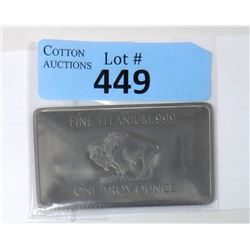 COTTON
AUCTIONS
Lot #
449
FINE TITANIUM.999
ONE TROY OUNCE